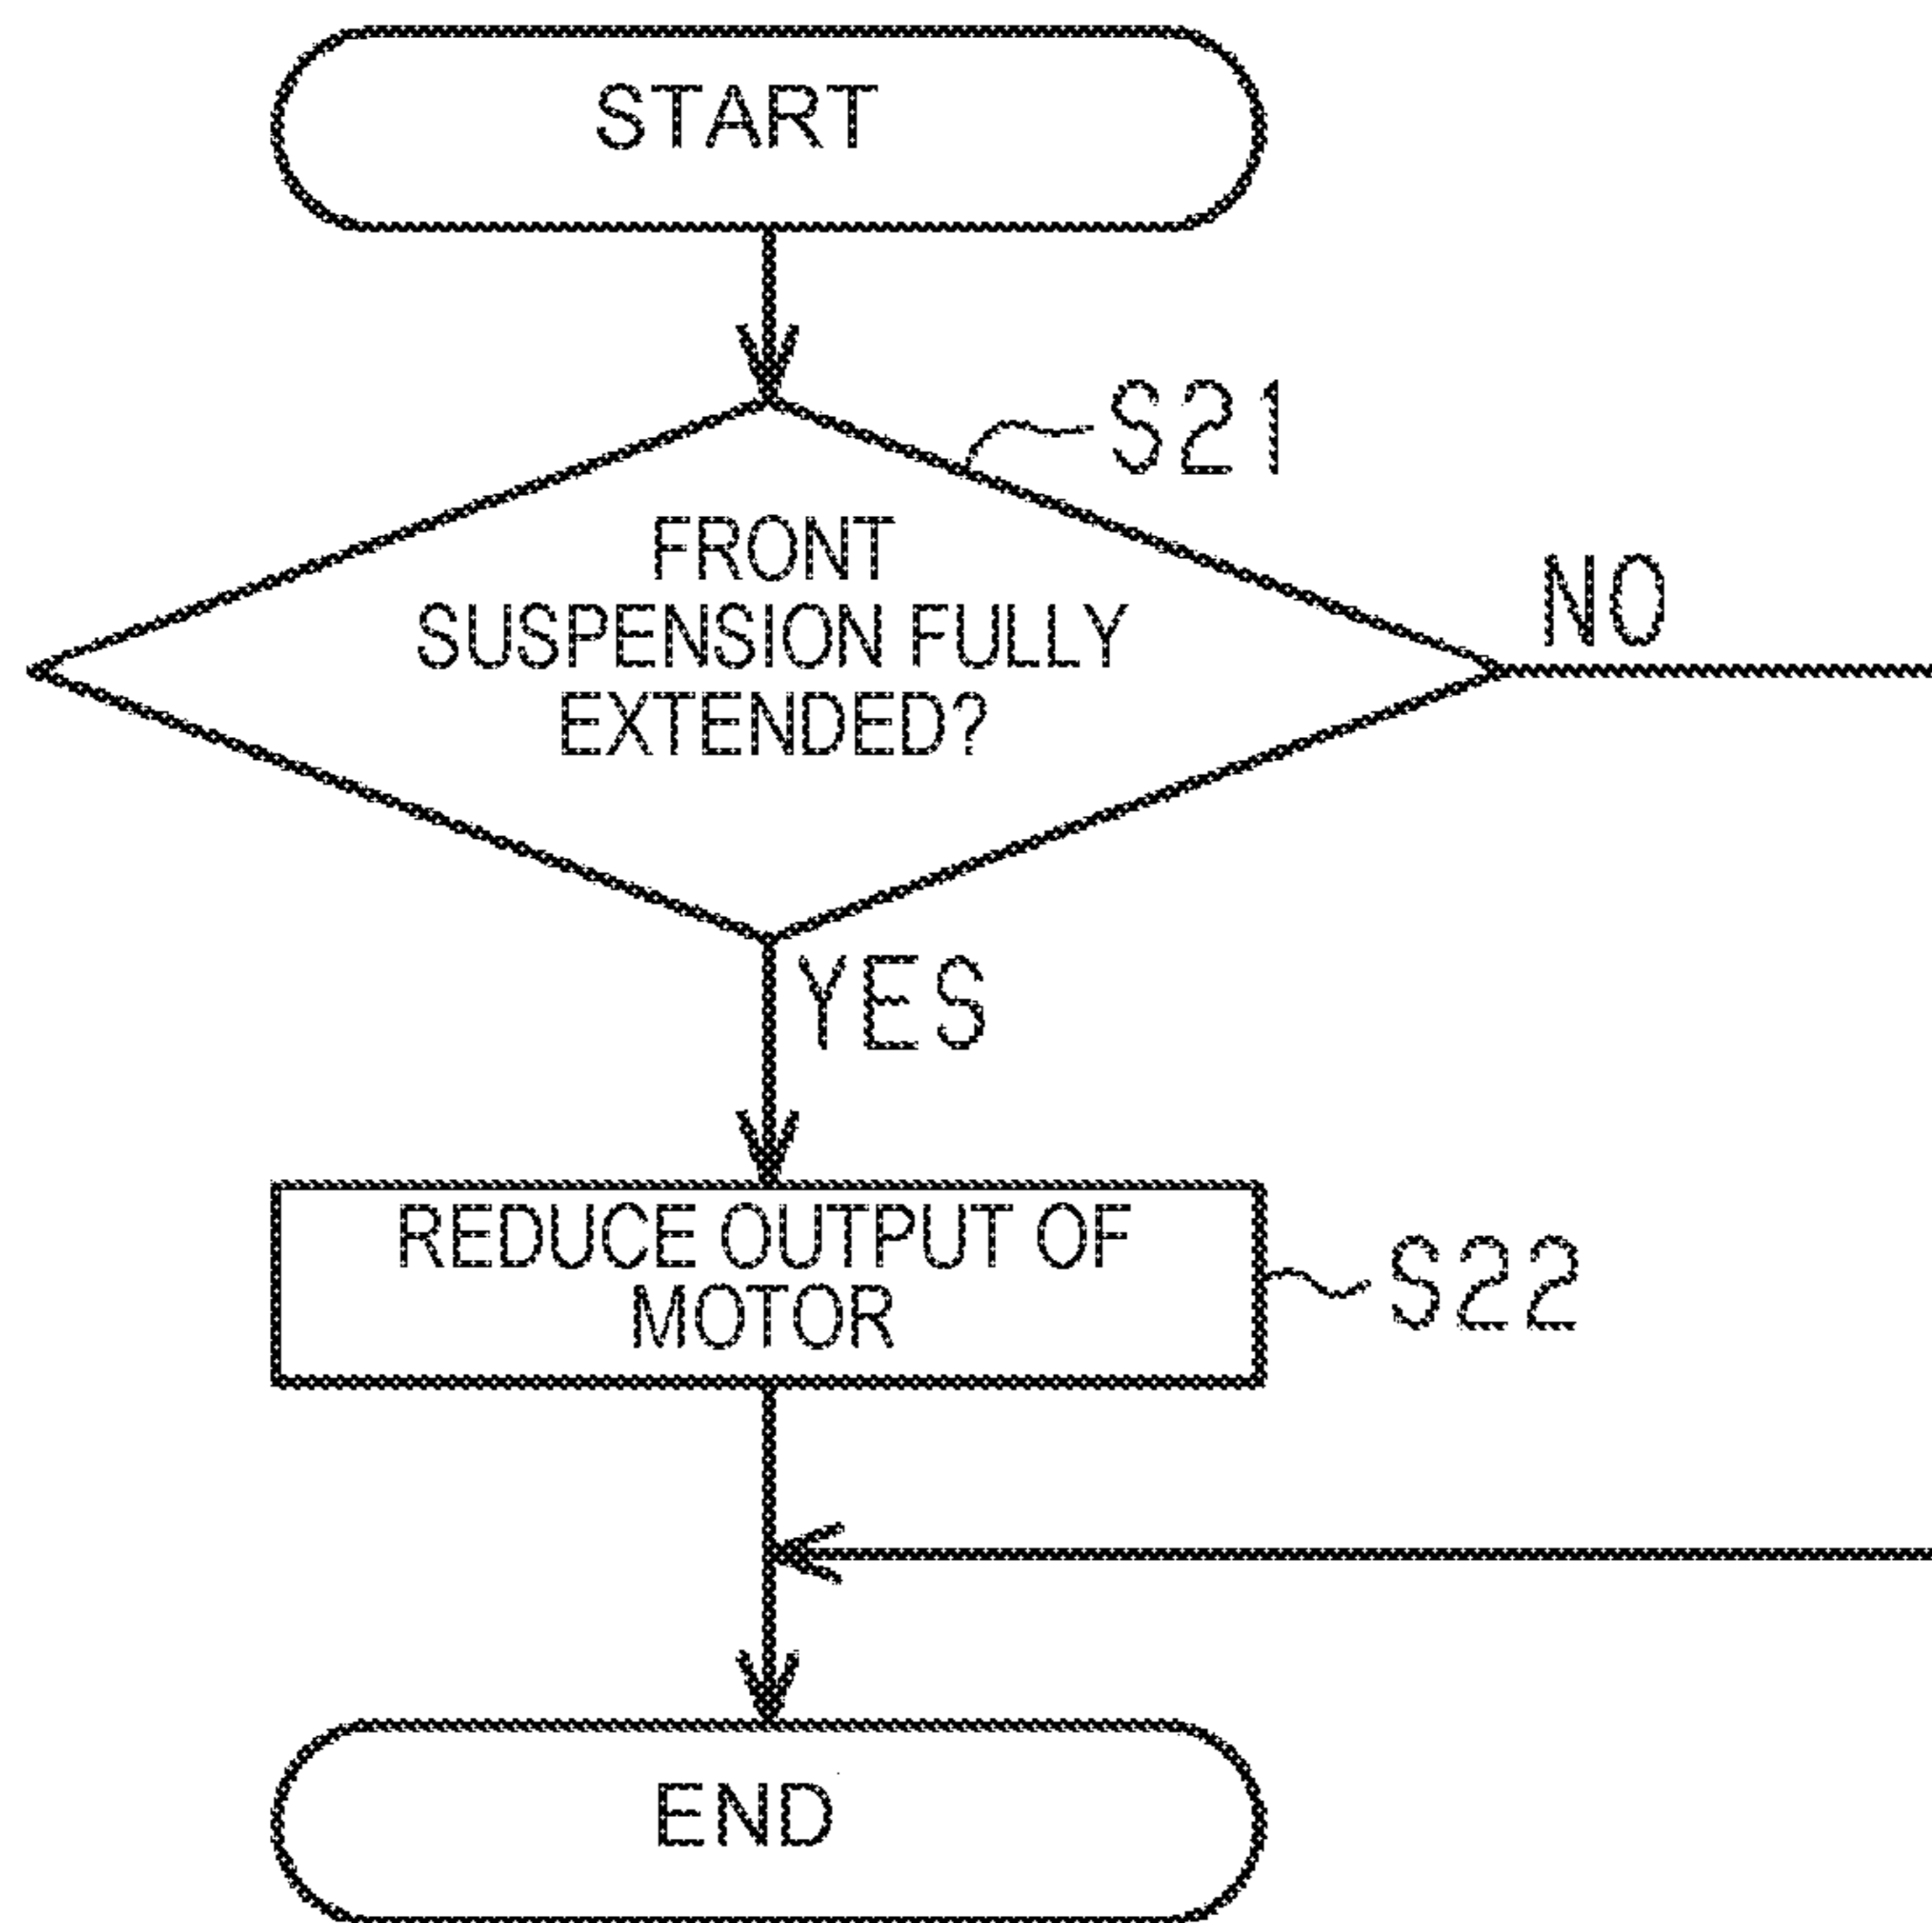 START
S21
FRONT
SUSPENSION FULLY
EXTENDED?
NO
YES
REDUCE OUTPUT OF
MOTOR
S22
END